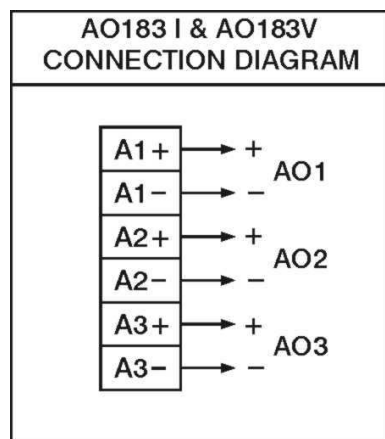 AO183 I & AO183V
CONNECTION DIAGRAM
A1+ +
AO1
A1- -
A2+ +
AO2
A2- -
A3+ +
AO3
A3- -